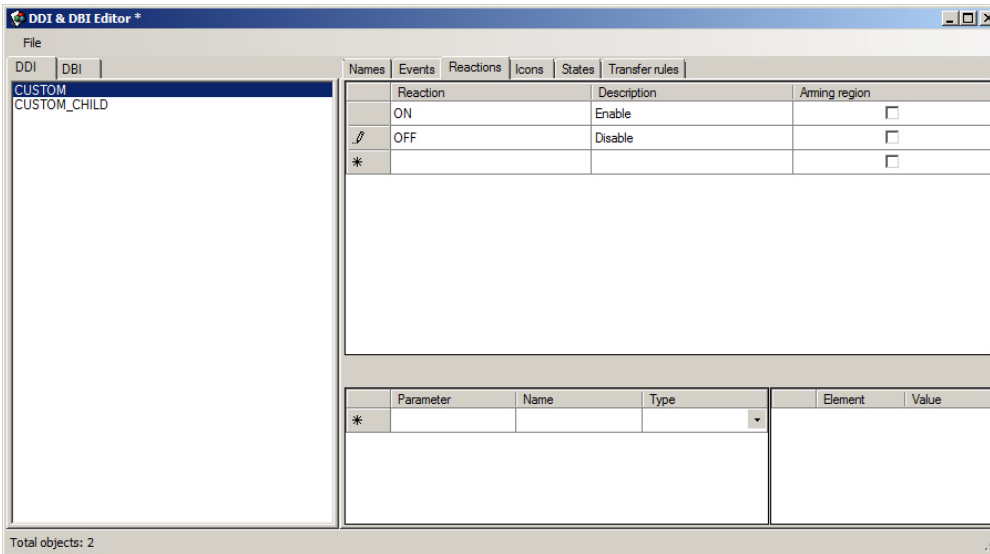 DDI & DBI Editor *
File
DDI DBI
Names Events Reactions Icons States Transfer rules
CUSTOM
CUSTOM_CHILD
Reaction Description Arming region
ON Enable
OFF Disable
Parameter Name Type Element Value
Total objects: 2